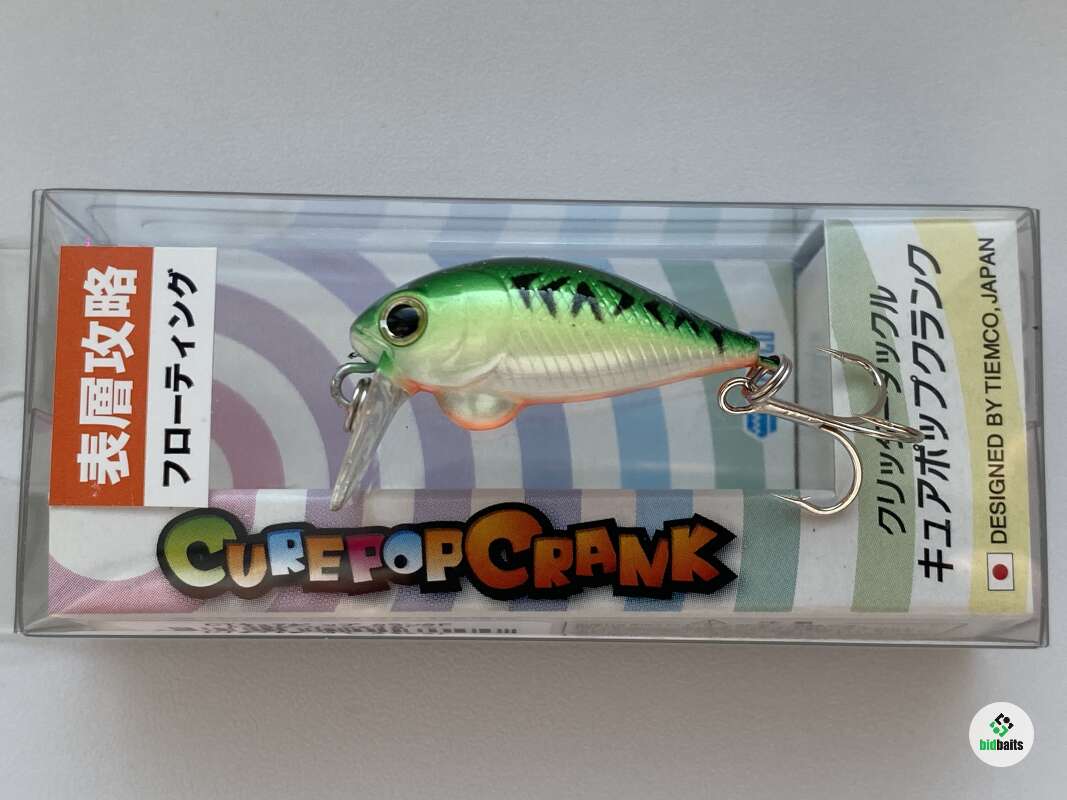 表層攻略
フローティング
CUREPOPCRANK
クリッタータックル
キュアポップクランク
DESIGNED BY TIEMCO, JAPAN
bidbaits